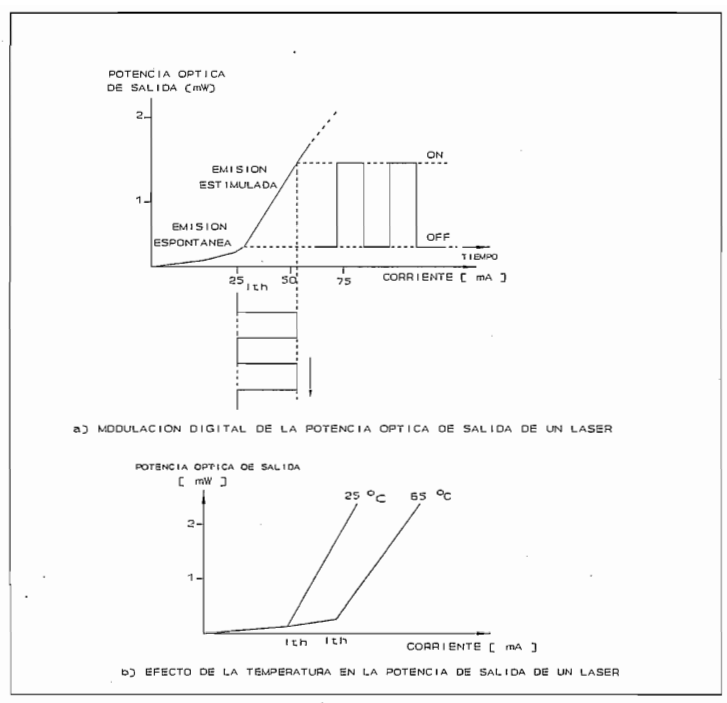 POTENCIA OPTICA
DE SALIDA (mW)
2
EMISION
ESTIMULADA
ON
1
EMISION
ESPONTANEA
OFF
TIEMPO
25 Ith 50 75 CORRIENTE [ mA ]
a) MODULACION DIGITAL DE LA POTENCIA OPTICA DE SALIDA DE UN LASER
POTENCIA OPTICA DE SALIDA
[ mW ]
25 °C 65 °C
2
1
Ith Ith
CORRIENTE [ mA ]
b) EFECTO DE LA TEMPERATURA EN LA POTENCIA DE SALIDA DE UN LASER